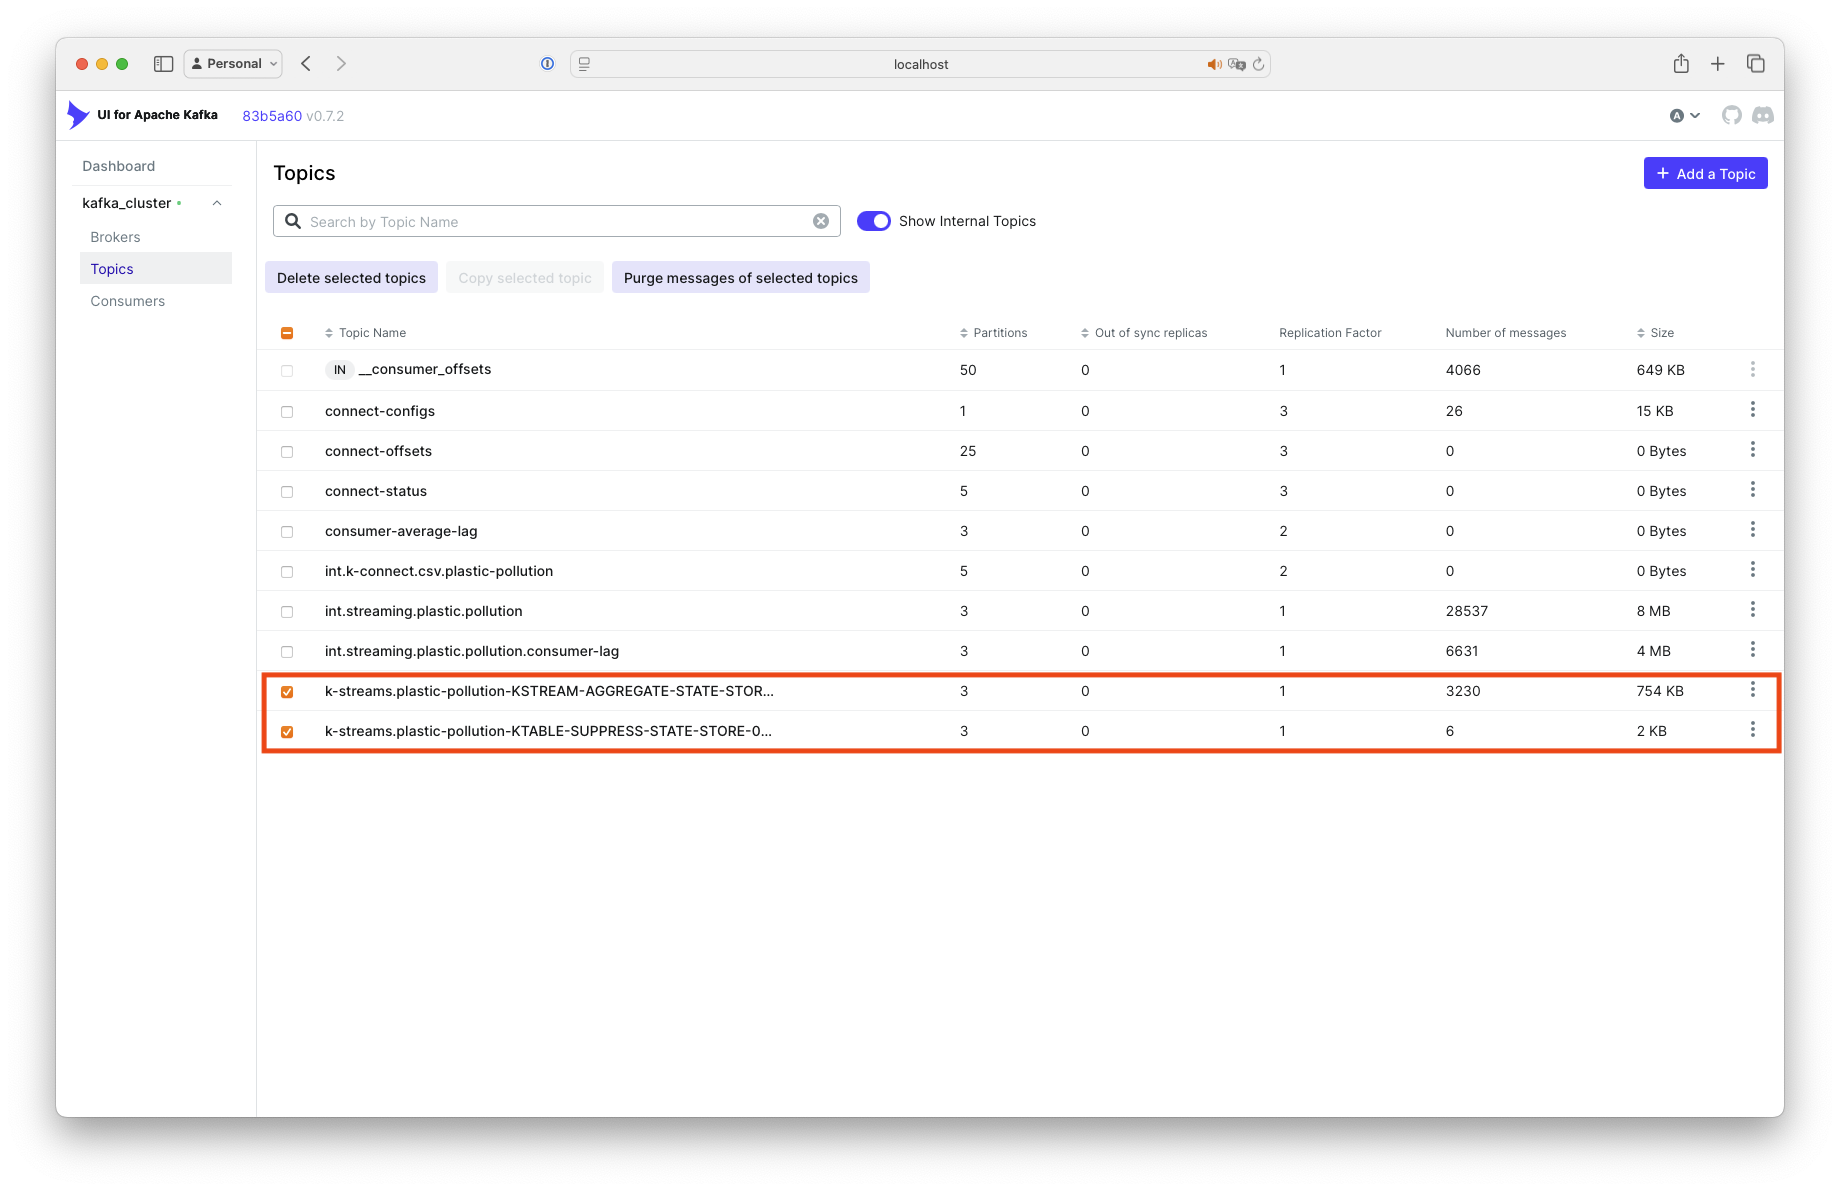 Personal
localhost
UI for Apache Kafka 83b5a60 v0.7.2
A
Dashboard
kafka_cluster
Brokers
Topics
Consumers
Topics
Add a Topic
Search by Topic Name
Show Internal Topics
Delete selected topics Copy selected topic Purge messages of selected topics
Topic Name Partitions Out of sync replicas Replication Factor Number of messages Size
IN __consumer_offsets 50 0 1 4066 649 KB
connect-configs 1 0 3 26 15 KB
connect-offsets 25 0 3 0 0 Bytes
connect-status 5 0 3 0 0 Bytes
consumer-average-lag 3 0 2 0 0 Bytes
int.k-connect.csv.plastic-pollution 5 0 2 0 0 Bytes
int.streaming.plastic.pollution 3 0 1 28537 8 MB
int.streaming.plastic.pollution.consumer-lag 3 0 1 6631 4 MB
k-streams.plastic-pollution-KSTREAM-AGGREGATE-STATE-STOR... 3 0 1 3230 754 KB
k-streams.plastic-pollution-KTABLE-SUPPRESS-STATE-STORE-0... 3 0 1 6 2 KB